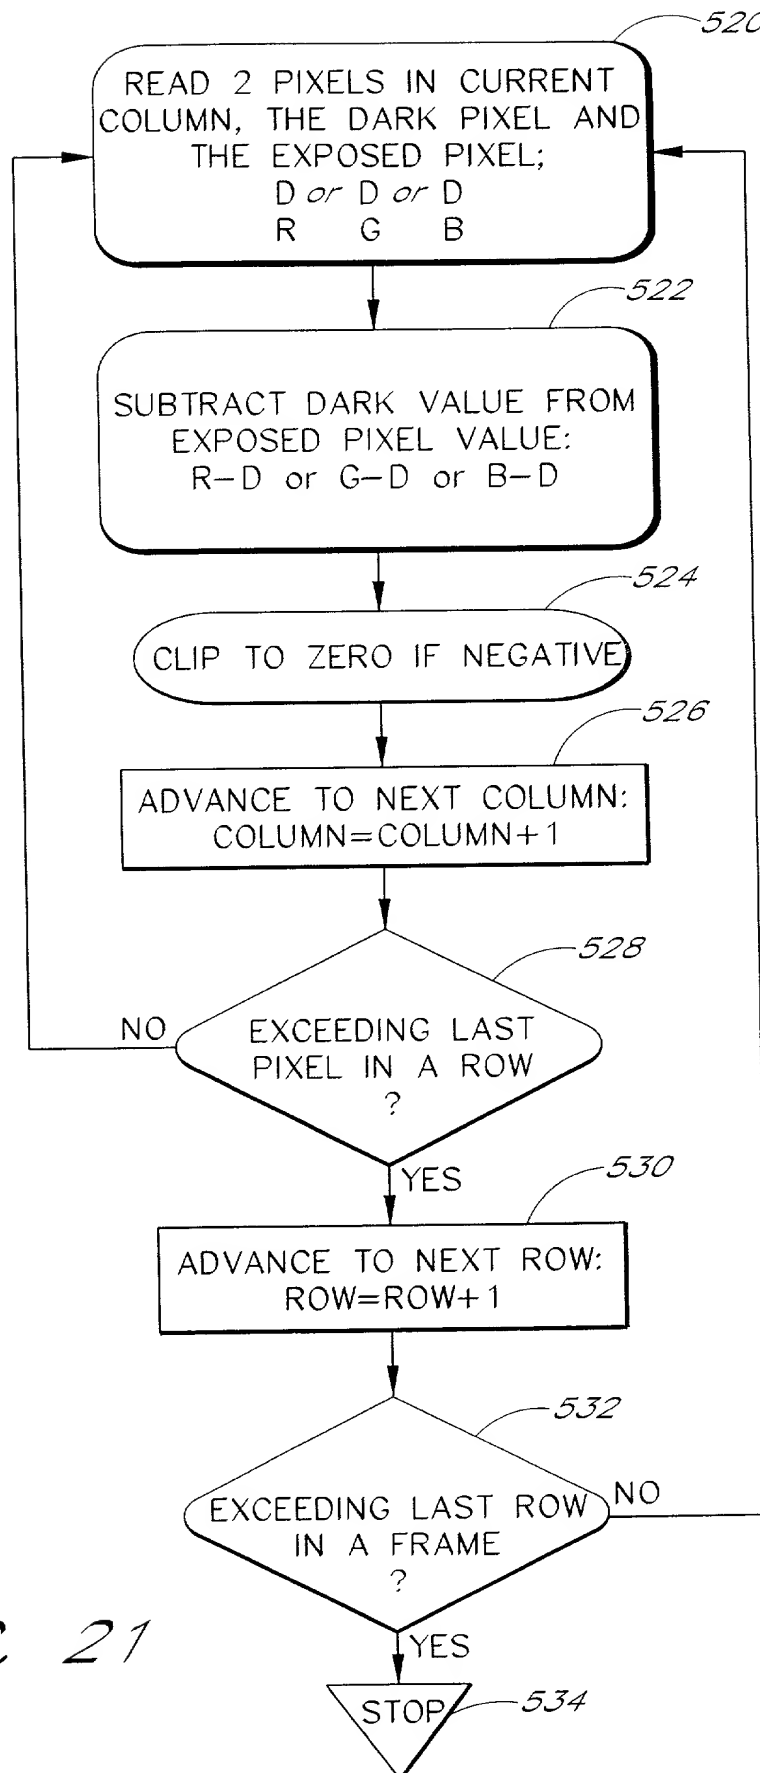 520
READ 2 PIXELS IN CURRENT
COLUMN, THE DARK PIXEL AND
THE EXPOSED PIXEL;
D or D or D
R G B
522
SUBTRACT DARK VALUE FROM
EXPOSED PIXEL VALUE:
R-D or G-D or B-D
524
CLIP TO ZERO IF NEGATIVE
526
ADVANCE TO NEXT COLUMN:
COLUMN=COLUMN+1
528
NO
EXCEEDING LAST
PIXEL IN A ROW
?
YES
530
ADVANCE TO NEXT ROW:
ROW=ROW+1
532
EXCEEDING LAST ROW
IN A FRAME
?
NO
21
YES
STOP
534